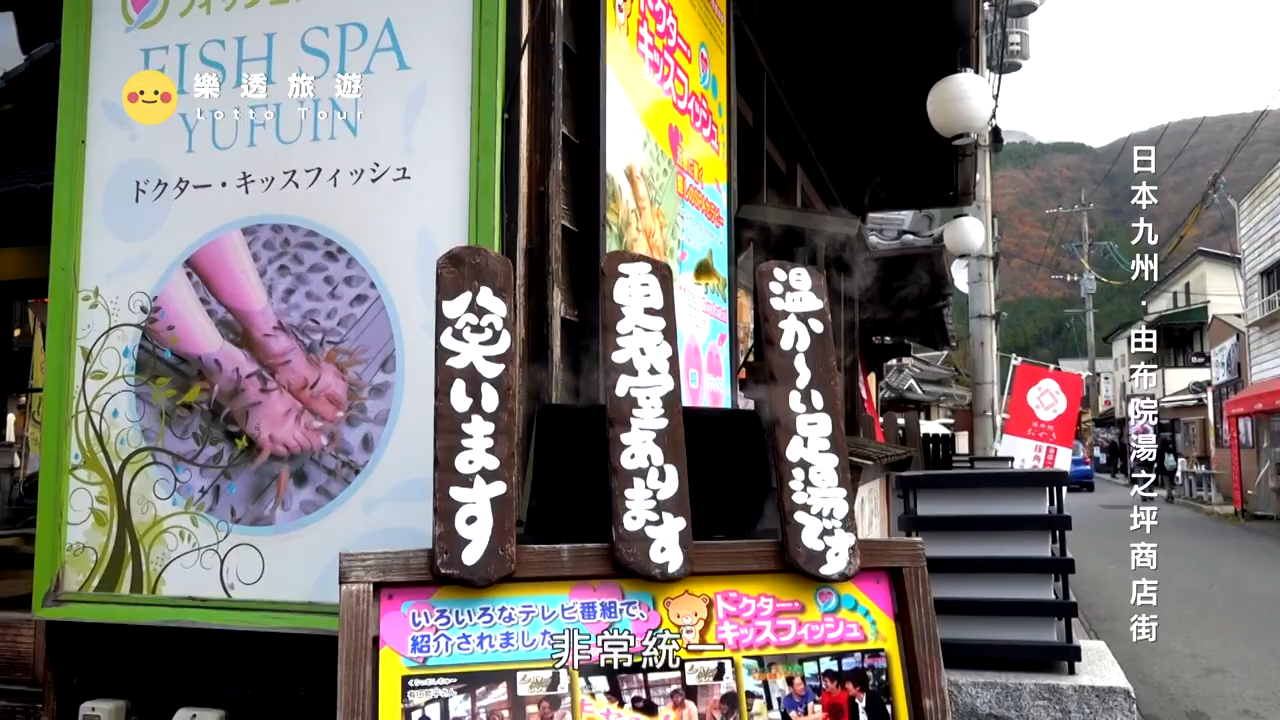 フィッシュ
FISH SPA
YUFUIN
ドクター・キッスフィッシュ
樂透旅遊
Lotto Tour
ドクター・
キッスフィッシュ
笑います
更衣室あります
温か～い足湯です
日本九州・由布院湯之坪商店街
いろいろなテレビ番組で、
紹介されました
ドクター・
キッスフィッシュ
非常統一